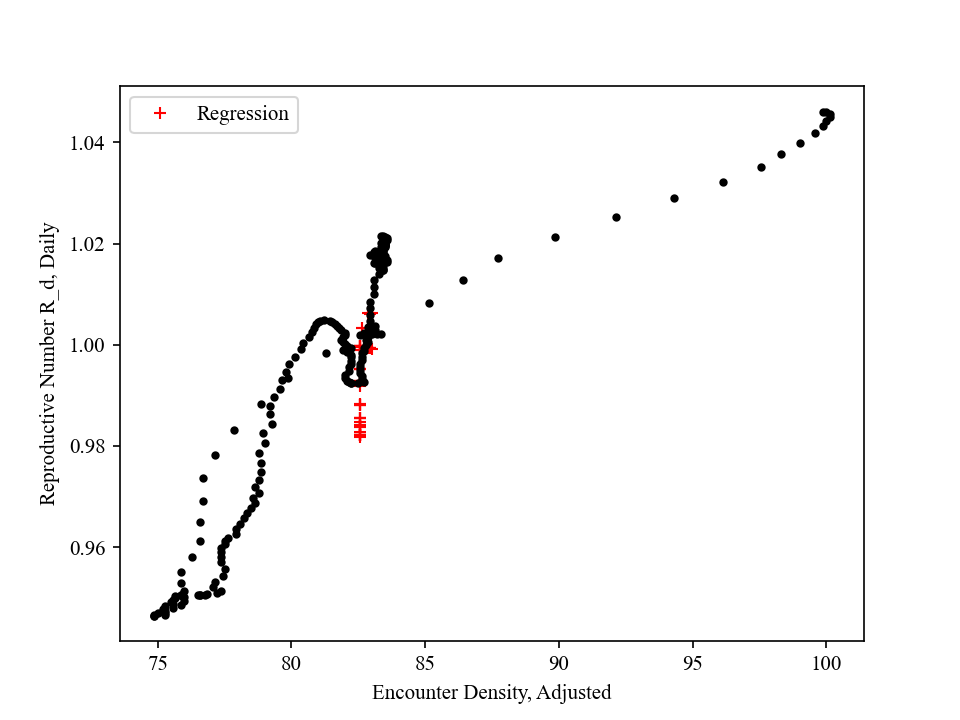 Regression
1.04
1.02
1.00
0.98
0.96
Reproductive Number R_d, Daily
75 80 85 90 95 100
Encounter Density, Adjusted